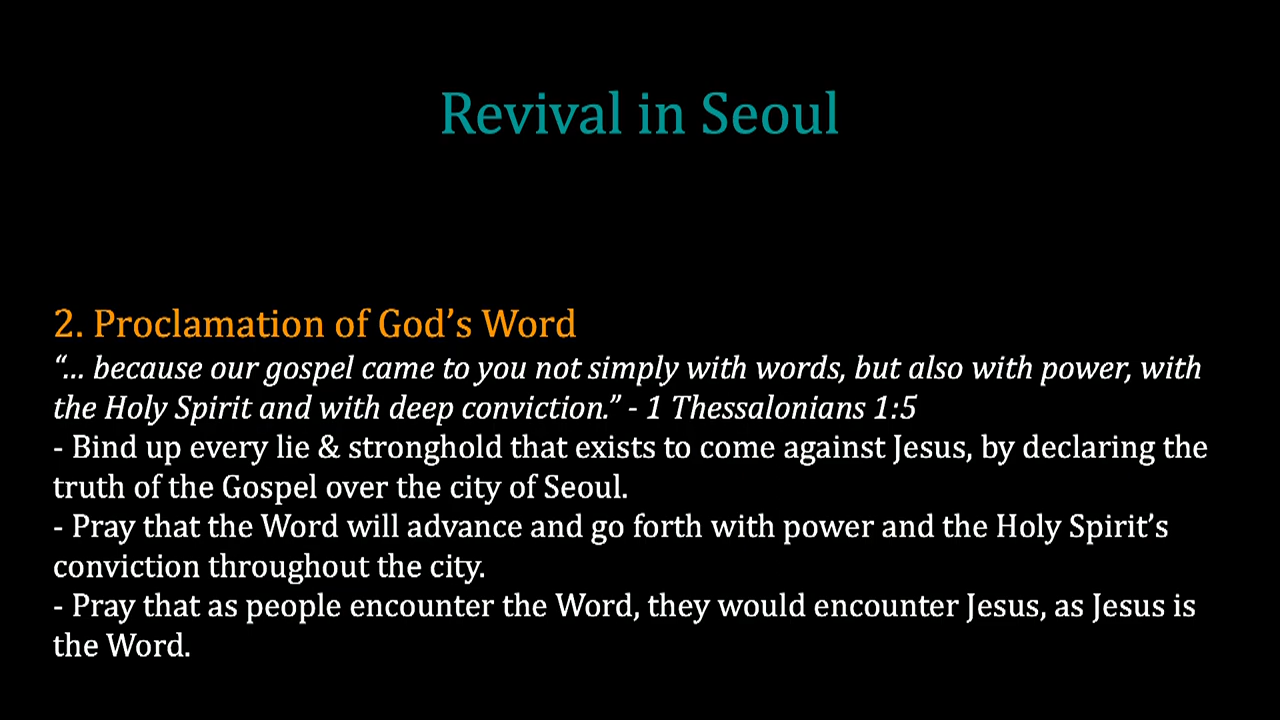 Revival in Seoul
2. Proclamation of God’s Word
“... because our gospel came to you not simply with words, but also with power, with
the Holy Spirit and with deep conviction.” - 1 Thessalonians 1:5
- Bind up every lie & stronghold that exists to come against Jesus, by declaring the
truth of the Gospel over the city of Seoul.
- Pray that the Word will advance and go forth with power and the Holy Spirit’s
conviction throughout the city.
- Pray that as people encounter the Word, they would encounter Jesus, as Jesus is
the Word.